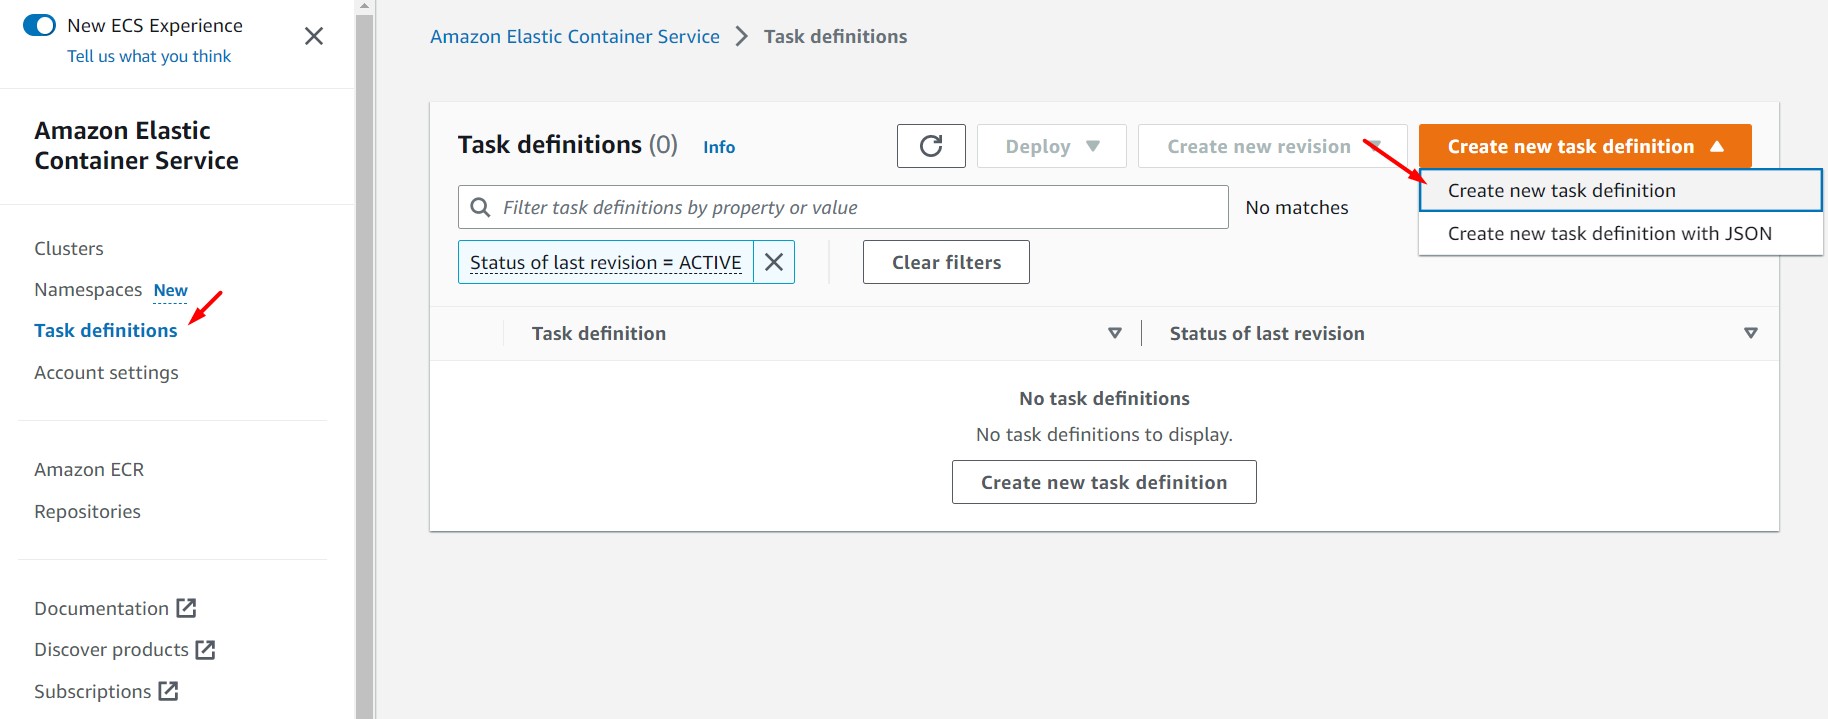 New ECS Experience
Tell us what you think
Amazon Elastic
Container Service
Clusters
Namespaces New
Task definitions
Account settings
Amazon ECR
Repositories
Documentation
Discover products
Subscriptions
Amazon Elastic Container Service > Task definitions
Task definitions (0) Info
Deploy
Create new revision
Create new task definition
Create new task definition
Create new task definition with JSON
Filter task definitions by property or value
No matches
Status of last revision = ACTIVE
Clear filters
Task definition
Status of last revision
No task definitions
No task definitions to display.
Create new task definition